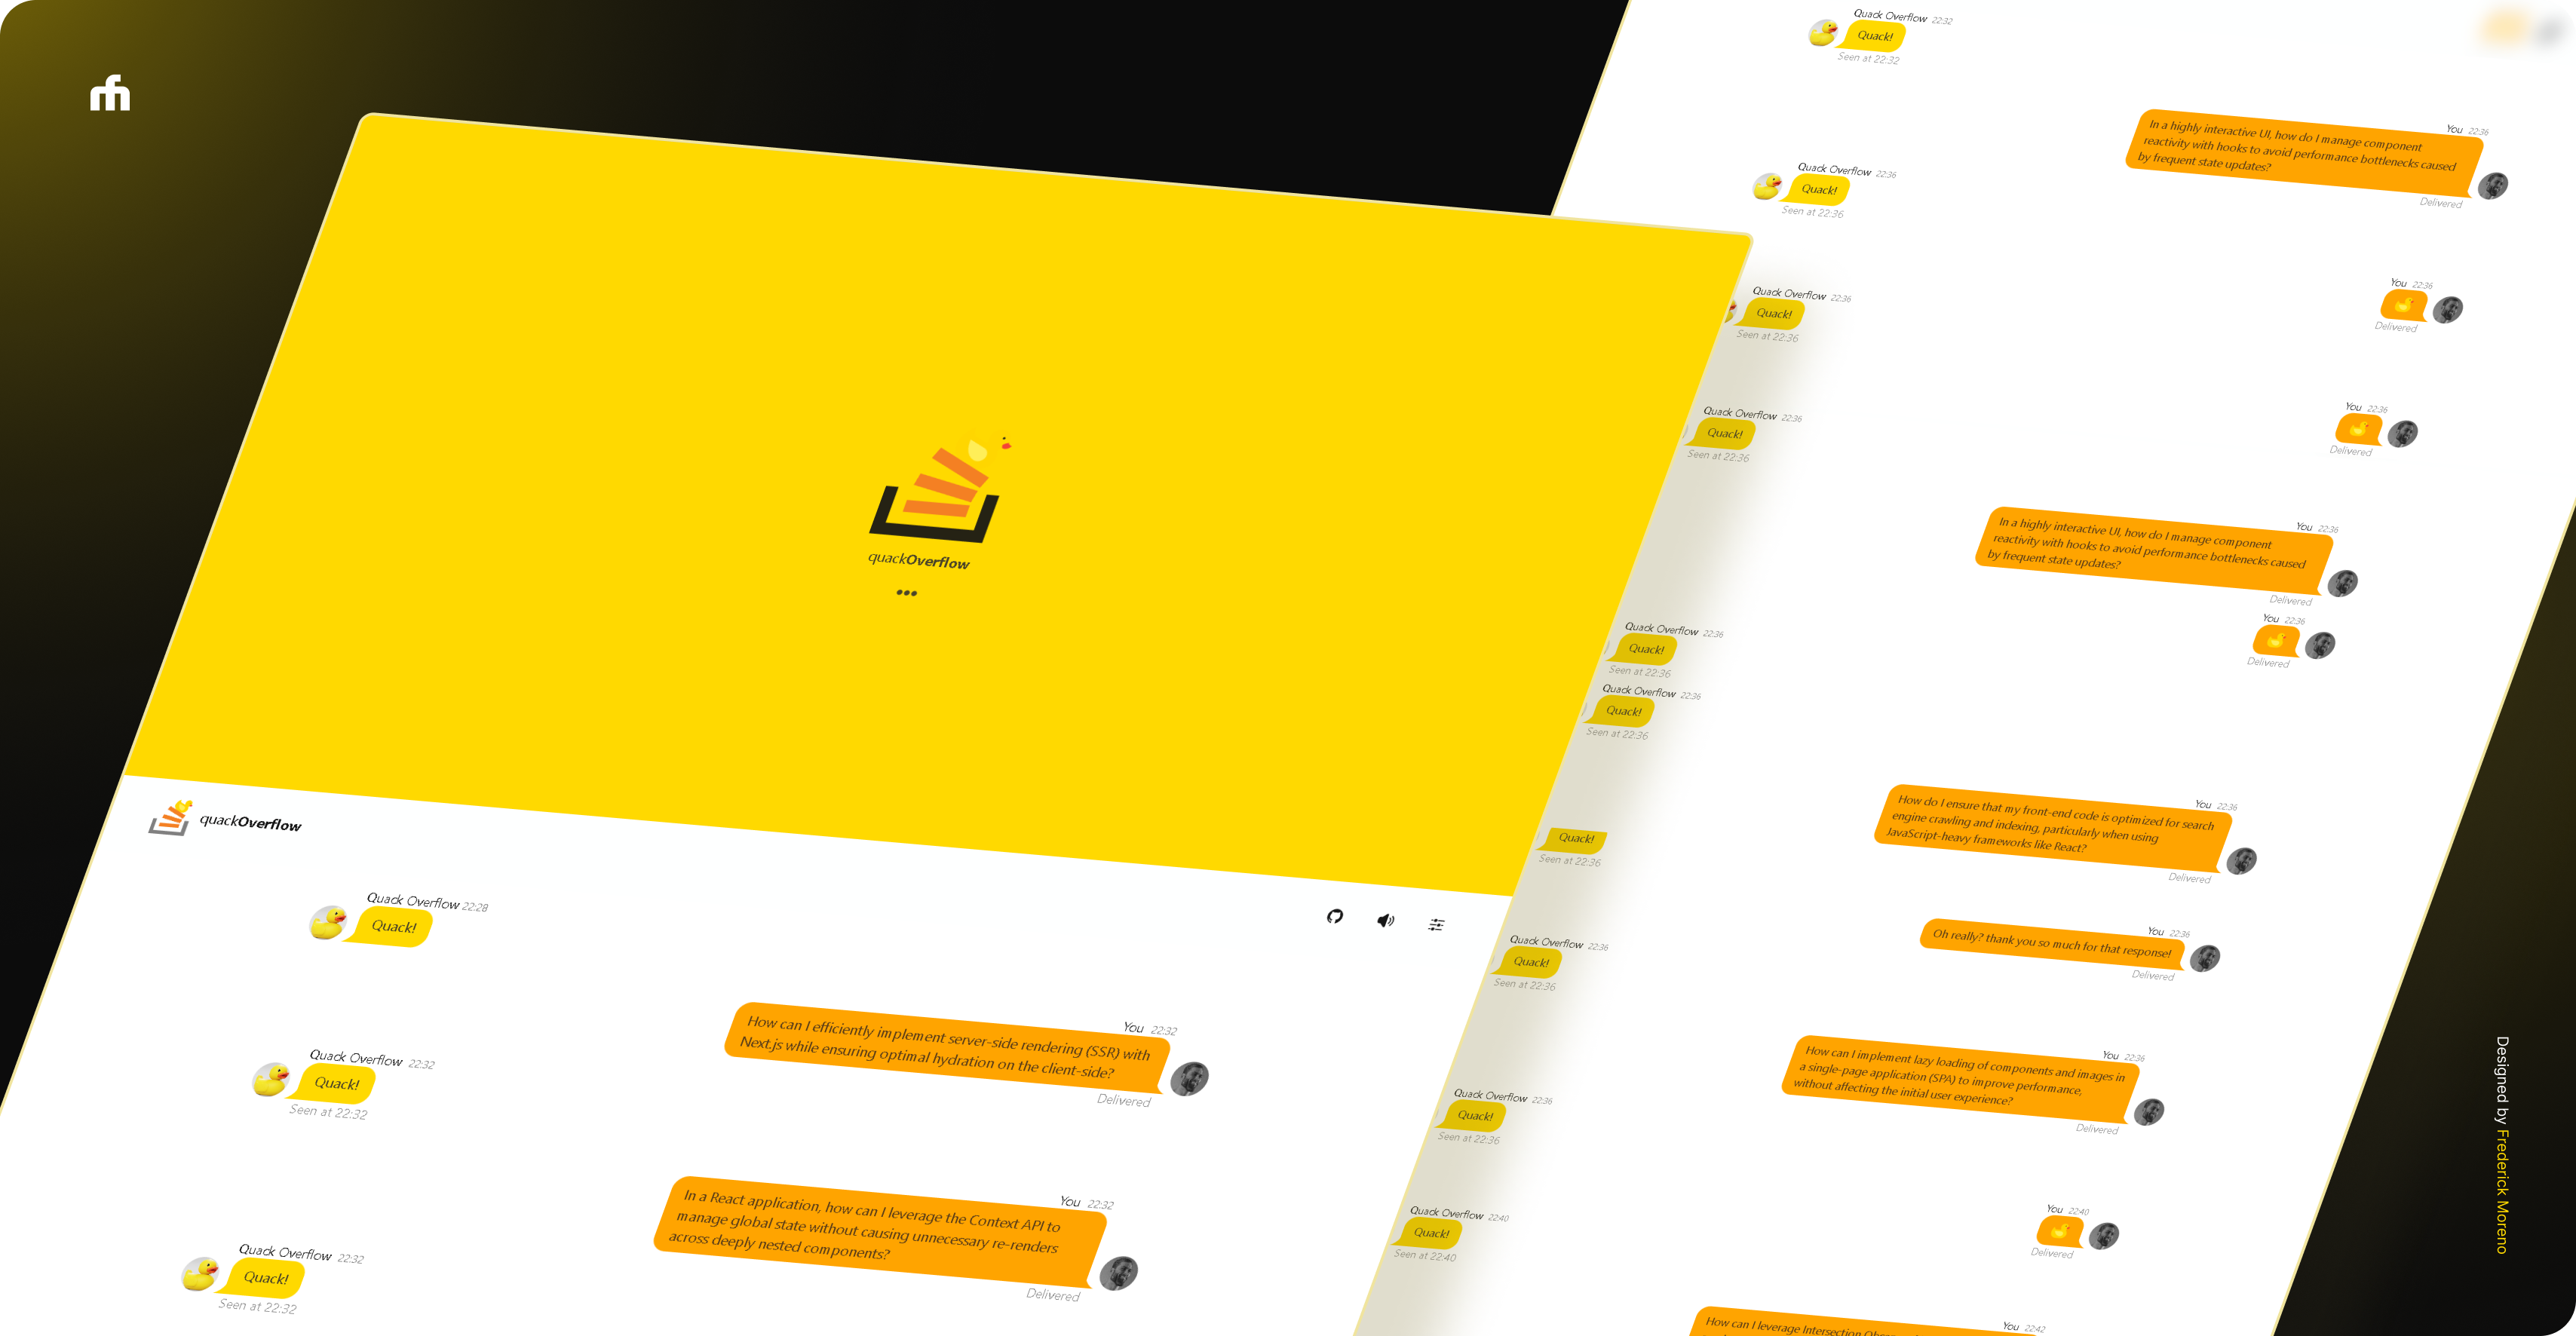 quackOverflow
quackOverflow
Quack Overflow 22:28
Quack!
You 22:32
How can I efficiently implement server-side rendering (SSR) with
Next.js while ensuring optimal hydration on the client-side?
Delivered
Quack Overflow 22:32
Quack!
Seen at 22:32
You 22:32
In a React application, how can I leverage the Context API to
manage global state without causing unnecessary re-renders
across deeply nested components?
Delivered
Quack Overflow 22:32
Quack!
Seen at 22:32
Quack Overflow 22:32
Quack!
Seen at 22:32
You 22:36
In a highly interactive UI, how do I manage component
reactivity with hooks to avoid performance bottlenecks caused
by frequent state updates?
Delivered
Quack Overflow 22:36
Quack!
Seen at 22:36
You 22:36
Delivered
Quack Overflow 22:36
Quack!
Seen at 22:36
You 22:36
Delivered
Quack Overflow 22:36
Quack!
Seen at 22:36
You 22:36
In a highly interactive UI, how do I manage component
reactivity with hooks to avoid performance bottlenecks caused
by frequent state updates?
Delivered
You 22:36
Delivered
Quack Overflow 22:36
Quack!
Seen at 22:36
Quack Overflow 22:36
Quack!
Seen at 22:36
You 22:36
How do I ensure that my front-end code is optimized for search
engine crawling and indexing, particularly when using
JavaScript-heavy frameworks like React?
Delivered
Quack!
Seen at 22:36
You 22:36
Oh really? thank you so much for that response!
Delivered
Quack Overflow 22:36
Quack!
Seen at 22:36
You 22:36
How can I implement lazy loading of components and images in
a single-page application (SPA) to improve performance,
without affecting the initial user experience?
Delivered
Quack Overflow 22:36
Quack!
Seen at 22:36
You 22:40
Delivered
Quack Overflow 22:40
Quack!
Seen at 22:40
You 22:42
How can I leverage Intersection
Designed by Frederick Moreno